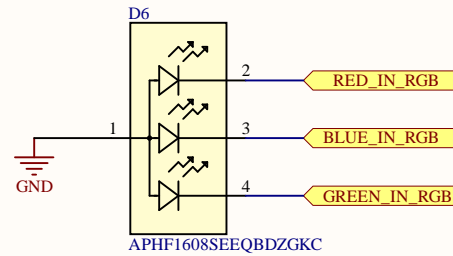 D6
2
RED_IN_RGB
1
3
BLUE_IN_RGB
GND
4
GREEN_IN_RGB
APHF1608SEEQBDZGKC